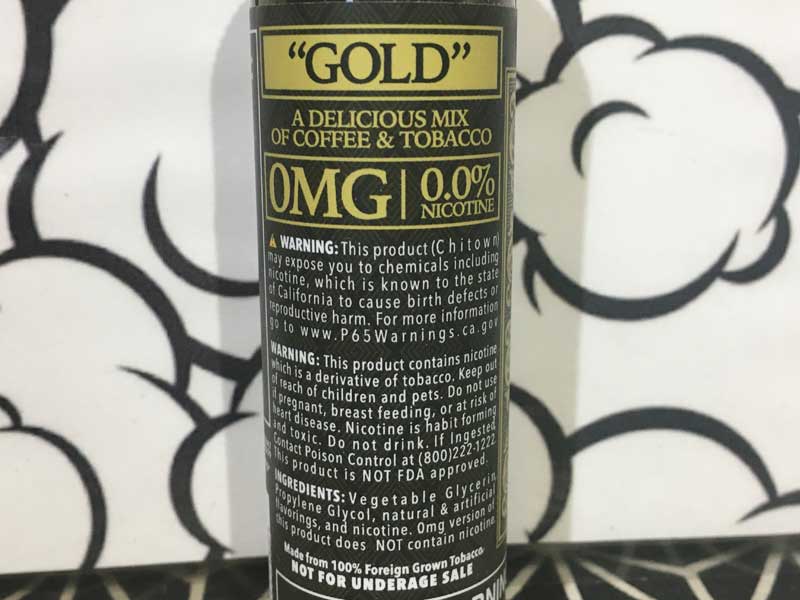 “GOLD”
A DELICIOUS MIX
OF COFFEE & TOBACCO
0MG | 0.0%
NICOTINE
WARNING: This product (Chitown)
may expose you to chemicals including
nicotine, which is known to the state
of California to cause birth defects or
reproductive harm. For more information
go to www.P65Warnings.ca.gov
WARNING: This product contains nicotine
which is a derivative of tobacco. Keep out
of reach of children and pets. Do not use
if pregnant, breast feeding, or at risk of
heart disease. Nicotine is habit forming
and toxic. Do not drink. If Ingested,
Contact Poison Control at (800)222-1222.
This product is NOT FDA approved.
INGREDIENTS: Vegetable Glycerin,
Propylene Glycol, natural & artificial
flavorings, and nicotine. 0mg version of
this product does NOT contain nicotine.
Made from 100% Foreign Grown Tobacco.
NOT FOR UNDERAGE SALE